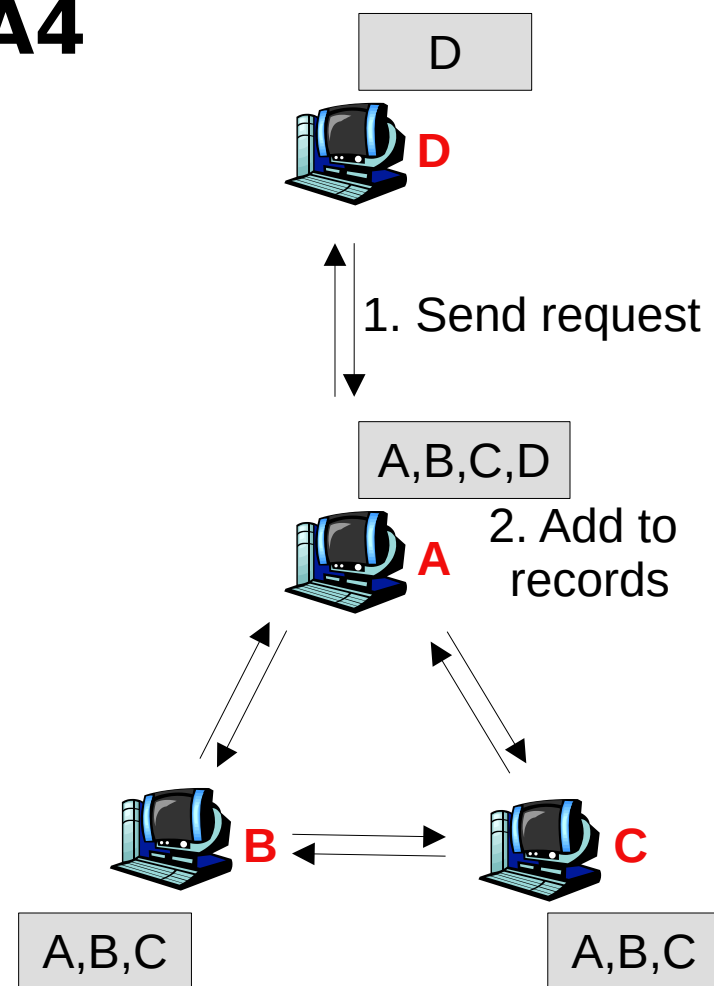 A4
D
D
1. Send request
A,B,C,D
A
2. Add to
records
B
C
A,B,C
A,B,C